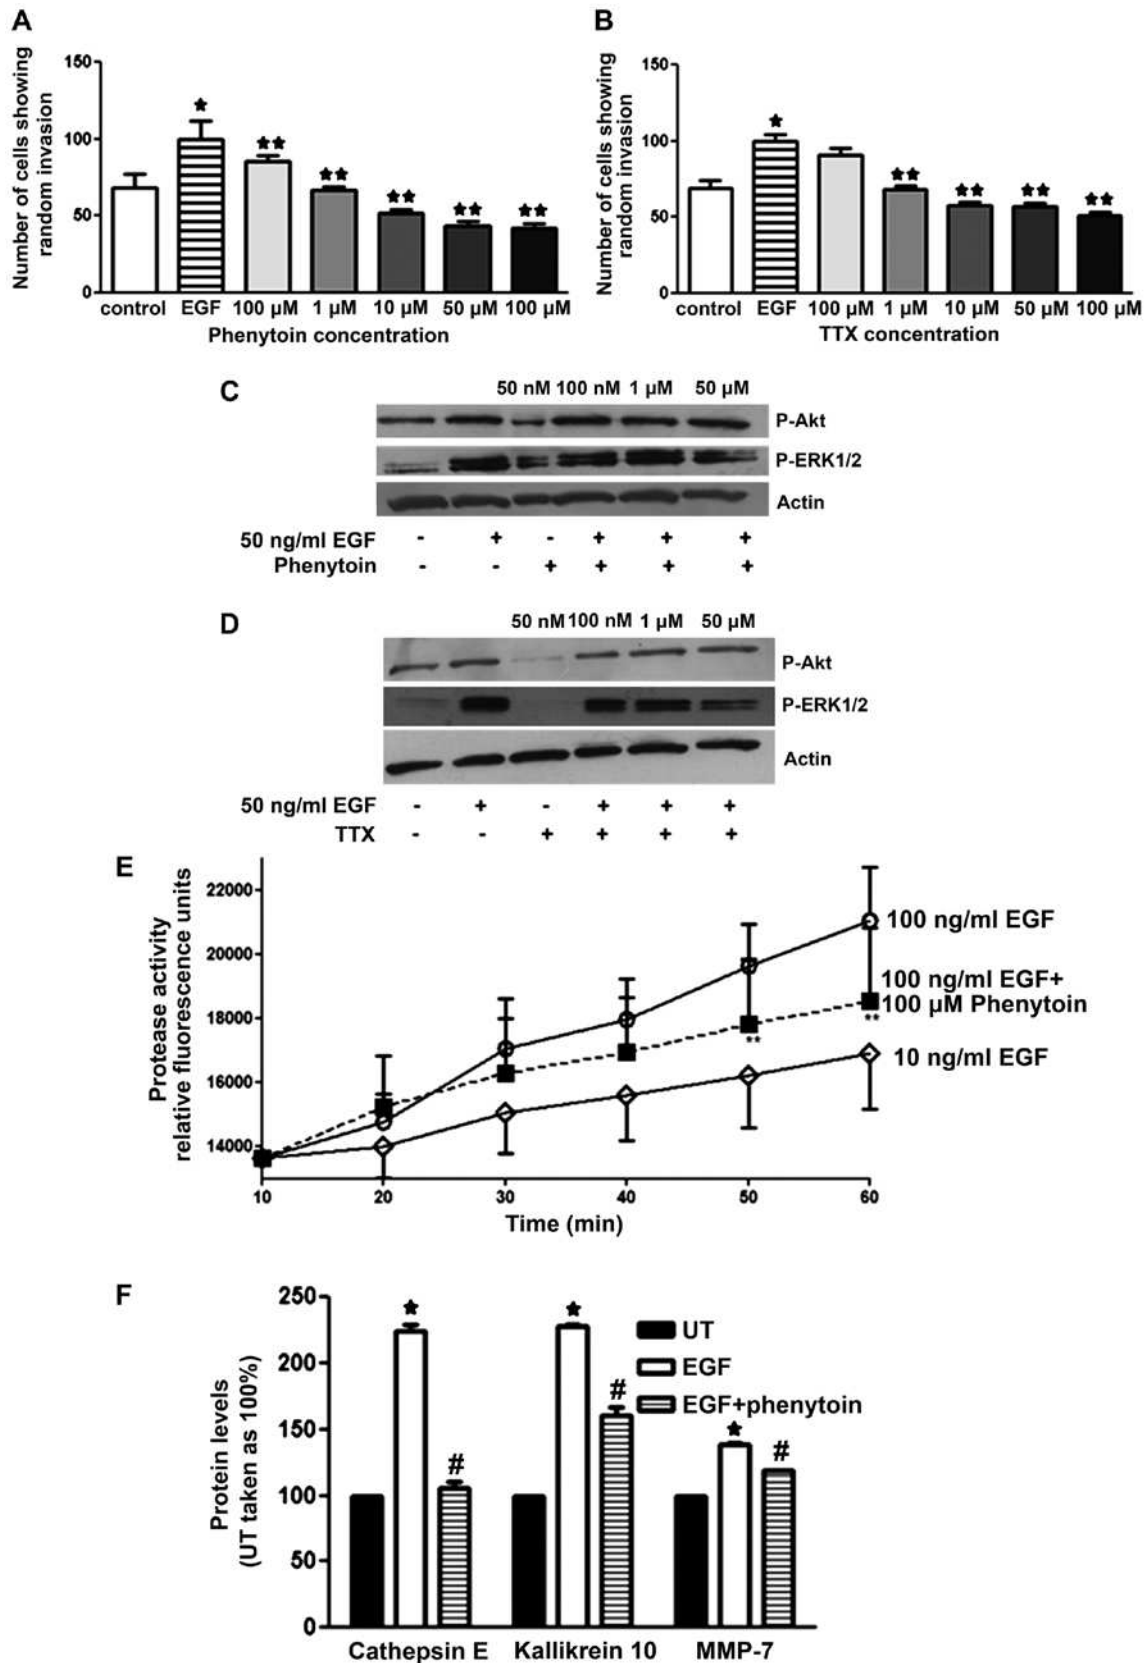 A
Number of cells showing
random invasion
150
100
50
0
★
★★
★★
★★
★★
★★
control EGF 100 µM 1 µM 10 µM 50 µM 100 µM
Phenytoin concentration
B
Number of cells showing
random invasion
150
100
50
0
★
★★
★★
★★
★★
control EGF 100 µM 1 µM 10 µM 50 µM 100 µM
TTX concentration
C
50 nM 100 nM 1 µM 50 µM
P-Akt
P-ERK1/2
Actin
50 ng/ml EGF - + - + + +
Phenytoin - - + + + +
D
50 nM 100 nM 1 µM 50 µM
P-Akt
P-ERK1/2
Actin
50 ng/ml EGF - + - + + +
TTX - - + + + +
E
Protease activity
relative fluorescence units
22000
20000
18000
16000
14000
100 ng/ml EGF
100 ng/ml EGF+
100 µM Phenytoin
**
**
10 ng/ml EGF
10 20 30 40 50 60
Time (min)
F
Protein levels
(UT taken as 100%)
250
200
150
100
50
0
★
#
★
#
★
#
UT
EGF
EGF+phenytoin
Cathepsin E Kallikrein 10 MMP-7